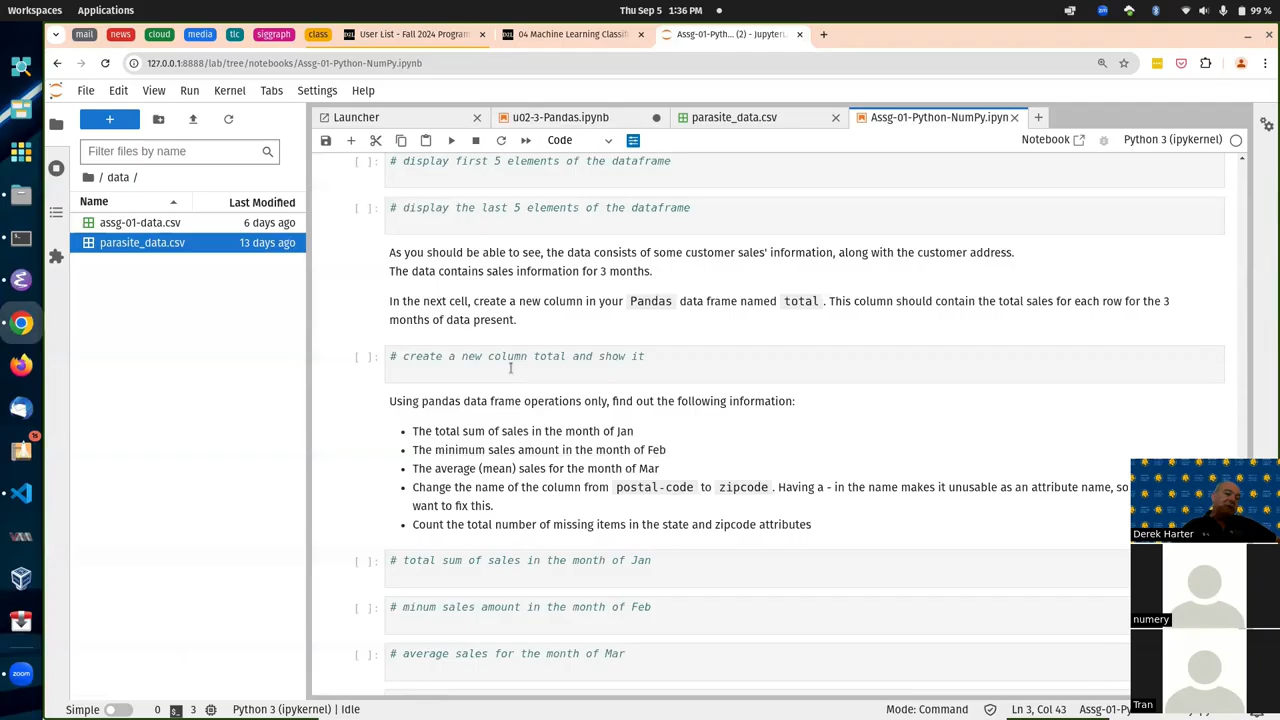 Workspaces Applications Thu Sep 5 1:36 PM 99 %
mail news cloud media tlc siggraph class User List - Fall 2024 Program 04 Machine Learning Classif Assg-01-Pyth... (2) - JupyterL
127.0.0.1:8888/lab/tree/notebooks/Assg-01-Python-NumPy.ipynb
File Edit View Run Kernel Tabs Settings Help
Launcher u02-3-Pandas.ipynb parasite_data.csv Assg-01-Python-NumPy.ipyn
Code Notebook Python 3 (ipykernel)
Filter files by name
/ data /
Name Last Modified
assg-01-data.csv 6 days ago
parasite_data.csv 13 days ago
[ ]: # display first 5 elements of the dataframe
[ ]: # display the last 5 elements of the dataframe
As you should be able to see, the data consists of some customer sales' information, along with the customer address.
The data contains sales information for 3 months.
In the next cell, create a new column in your Pandas data frame named total . This column should contain the total sales for each row for the 3
months of data present.
[ ]: # create a new column total and show it
Using pandas data frame operations only, find out the following information:
• The total sum of sales in the month of Jan
• The minimum sales amount in the month of Feb
• The average (mean) sales for the month of Mar
• Change the name of the column from postal-code to zipcode . Having a - in the name makes it unusable as an attribute name, so
want to fix this.
• Count the total number of missing items in the state and zipcode attributes
[ ]: # total sum of sales in the month of Jan
[ ]: # minum sales amount in the month of Feb
[ ]: # average sales for the month of Mar
Derek Harter
numery
Tran
Simple 0 3 Python 3 (ipykernel) | Idle Mode: Command Ln 3, Col 43 Assg-01-P